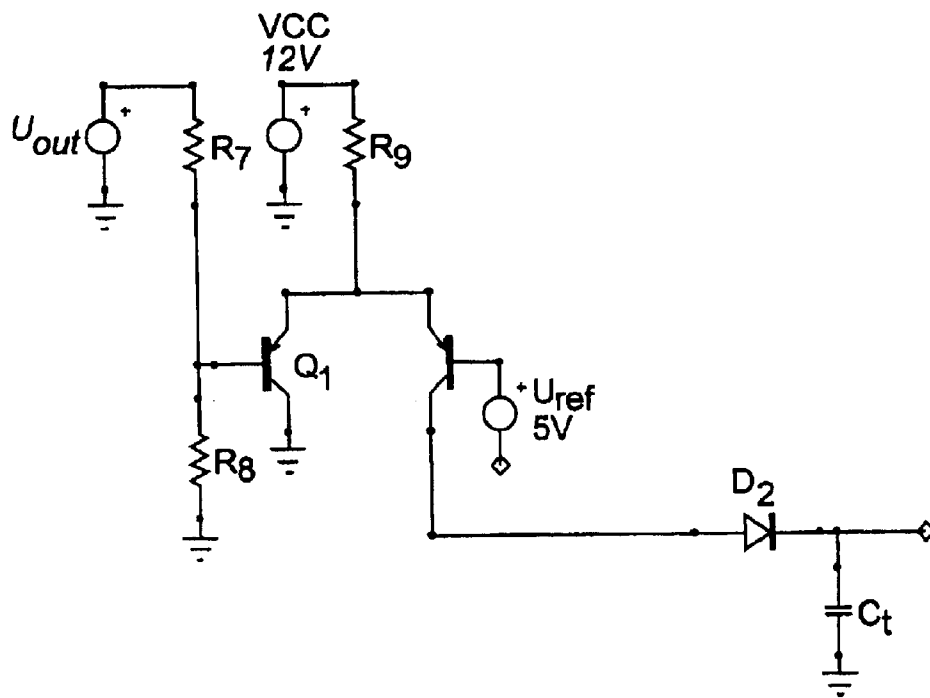 VCC
12V
+
+
Uout
R7
R9
Q1
+
Uref
5V
R8
D2
Ct